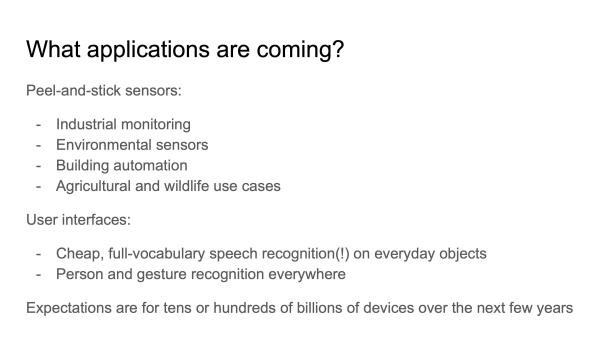 What applications are coming?
Peel-and-stick sensors:
- Industrial monitoring
- Environmental sensors
- Building automation
- Agricultural and wildlife use cases
User interfaces:
- Cheap, full-vocabulary speech recognition(!) on everyday objects
- Person and gesture recognition everywhere
Expectations are for tens or hundreds of billions of devices over the next few years